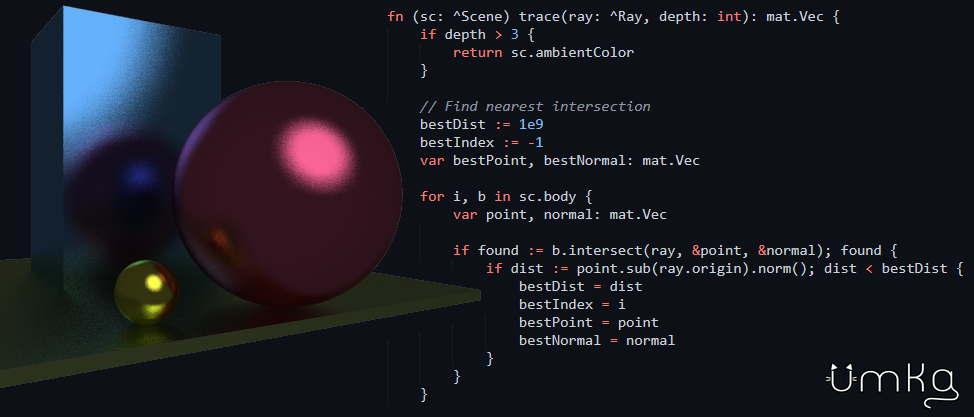 fn (sc: ^Scene) trace(ray: ^Ray, depth: int): mat.Vec {
    if depth > 3 {
        return sc.ambientColor
    }

    // Find nearest intersection
    bestDist := 1e9
    bestIndex := -1
    var bestPoint, bestNormal: mat.Vec

    for i, b in sc.body {
        var point, normal: mat.Vec

        if found := b.intersect(ray, &point, &normal); found {
            if dist := point.sub(ray.origin).norm(); dist < bestDist {
                bestDist = dist
                bestIndex = i
                bestPoint = point
                bestNormal = normal
            }
        }
    }
umka